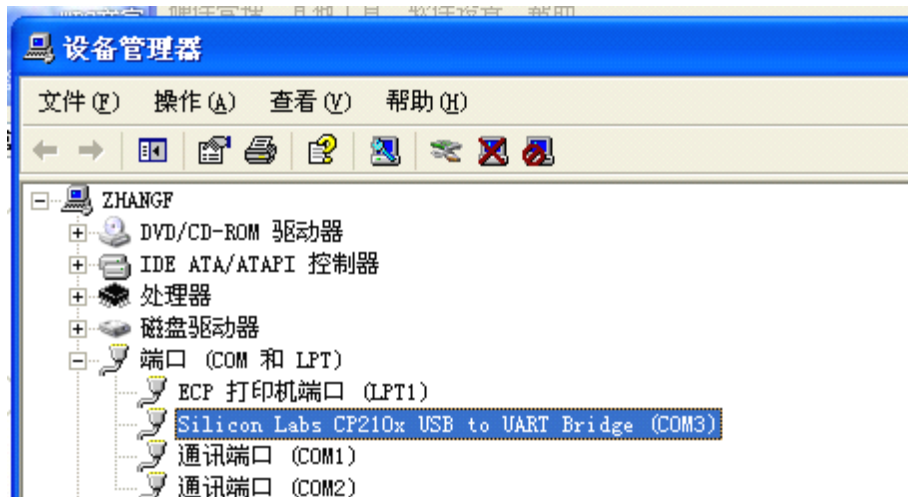 设备管理器
文件(F) 操作(A) 查看(V) 帮助(H)
ZHANGF
DVD/CD-ROM 驱动器
IDE ATA/ATAPI 控制器
处理器
磁盘驱动器
端口 (COM 和 LPT)
ECP 打印机端口 (LPT1)
Silicon Labs CP210x USB to UART Bridge (COM3)
通讯端口 (COM1)
通讯端口 (COM2)